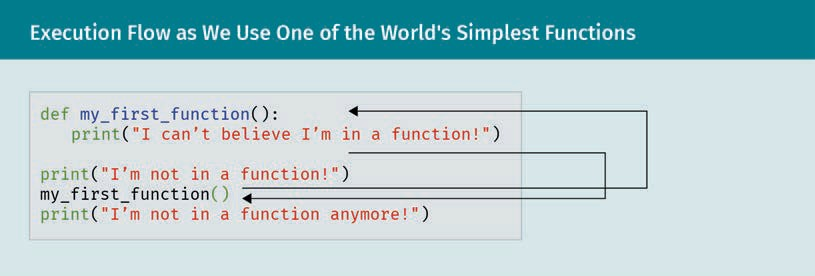 Execution Flow as We Use One of the World's Simplest Functions
def my_first_function():
    print("I can’t believe I’m in a function!")
print("I’m not in a function!")
my_first_function()
print("I’m not in a function anymore!")